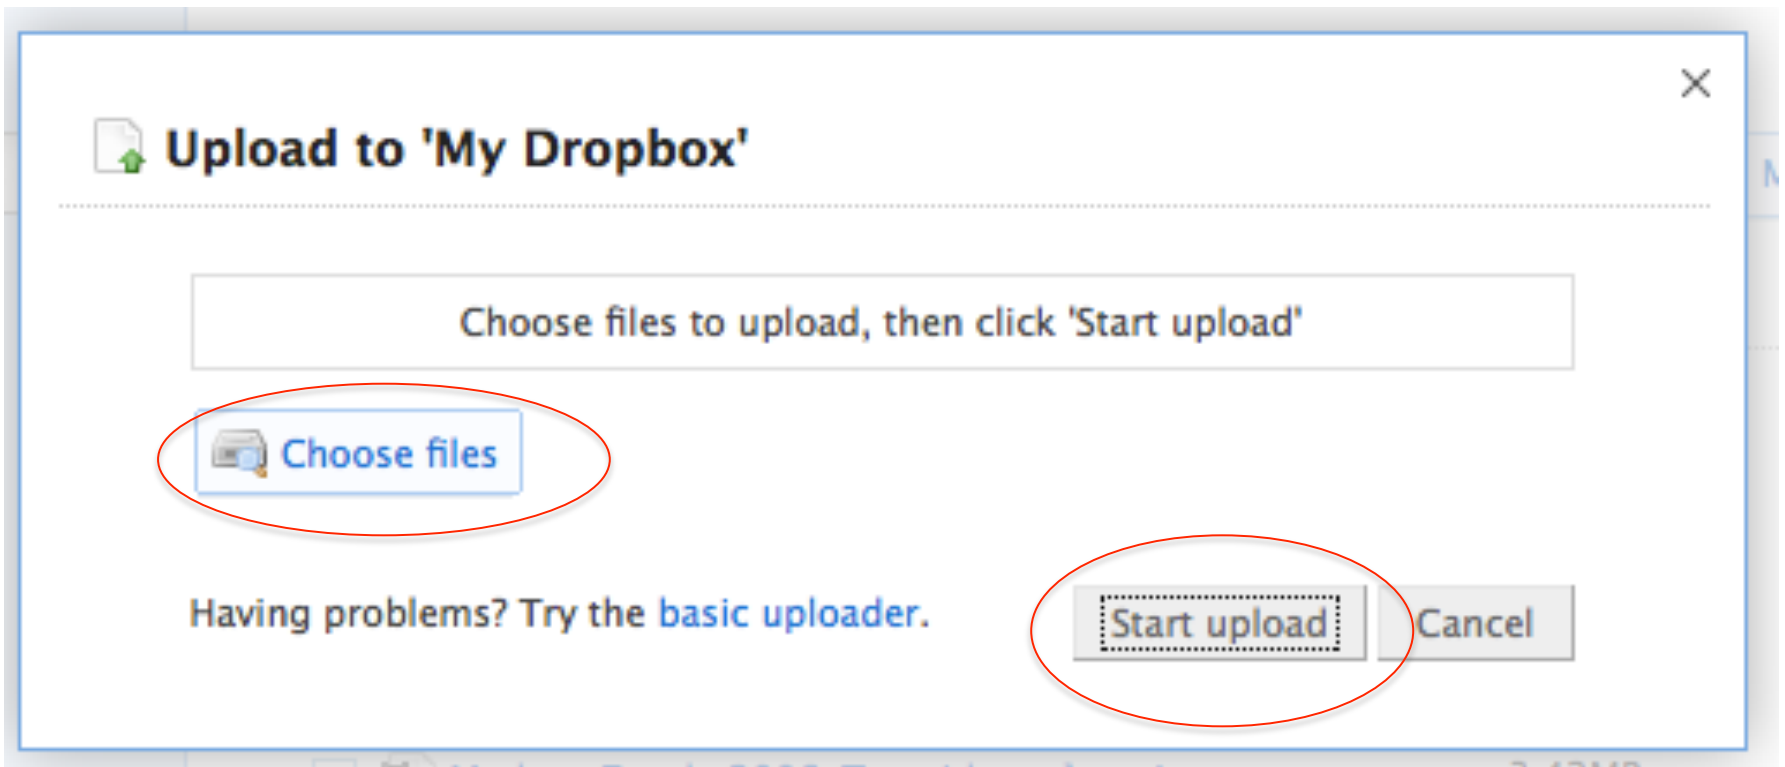 Upload to 'My Dropbox'
Choose files to upload, then click 'Start upload'
Choose files
Having problems? Try the basic uploader.
Start upload
Cancel